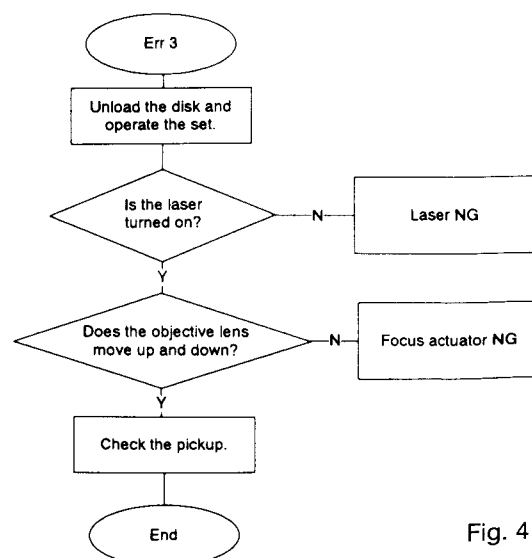 Err 3
Unload the disk and
operate the set.
Is the laser
turned on?
N
Laser NG
Y
Does the objective lens
move up and down?
N
Focus actuator NG
Y
Check the pickup.
End
Fig. 4